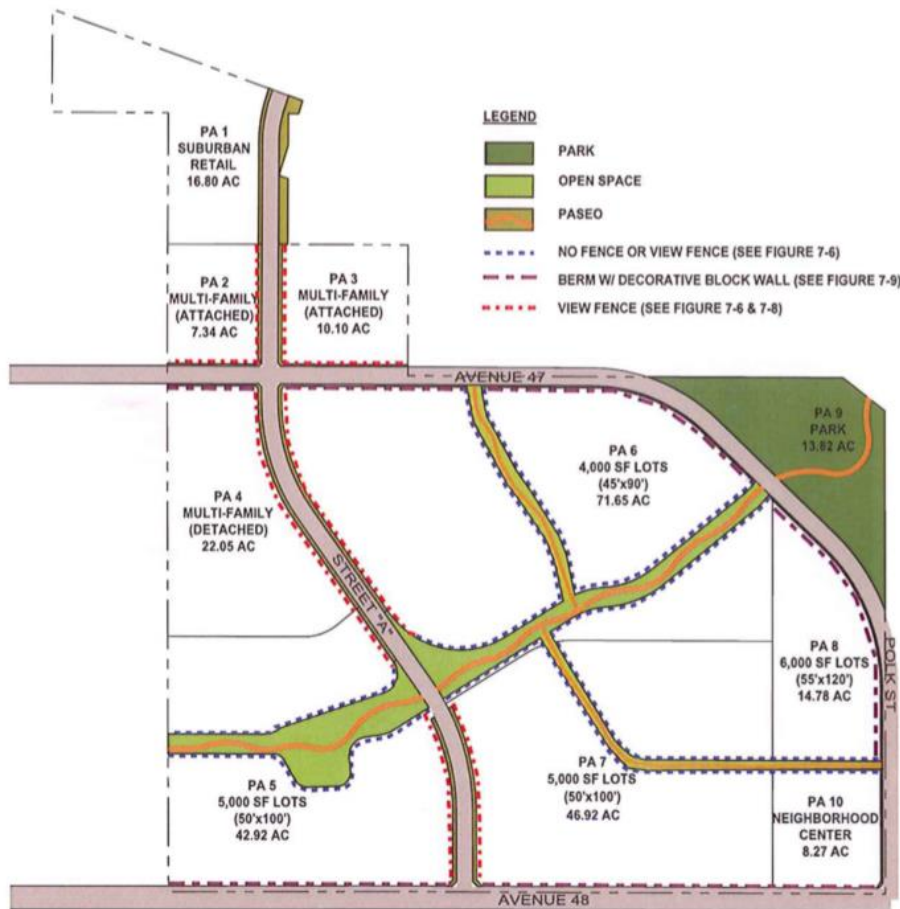 PA 1
SUBURBAN
RETAIL
16.80 AC
LEGEND
PARK
OPEN SPACE
PASEO
NO FENCE OR VIEW FENCE (SEE FIGURE 7-6)
BERM W/ DECORATIVE BLOCK WALL (SEE FIGURE 7-9)
VIEW FENCE (SEE FIGURE 7-6 & 7-8)
PA 2
MULTI-FAMILY
(ATTACHED)
7.34 AC
PA 3
MULTI-FAMILY
(ATTACHED)
10.10 AC
AVENUE 47
PA 9
PARK
13.82 AC
PA 6
4,000 SF LOTS
(45'x90')
71.65 AC
PA 4
MULTI-FAMILY
(DETACHED)
22.05 AC
STREET "A"
PA 8
6,000 SF LOTS
(55'x120')
14.78 AC
POLK ST.
PA 5
5,000 SF LOTS
(50'x100')
42.92 AC
PA 7
5,000 SF LOTS
(50'x100')
46.92 AC
PA 10
NEIGHBORHOOD
CENTER
8.27 AC
AVENUE 48